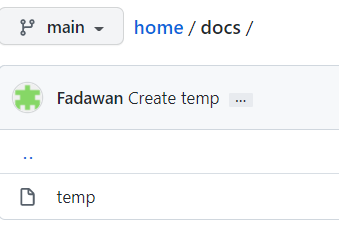 main home / docs /
Fadawan Create temp ...
..
temp